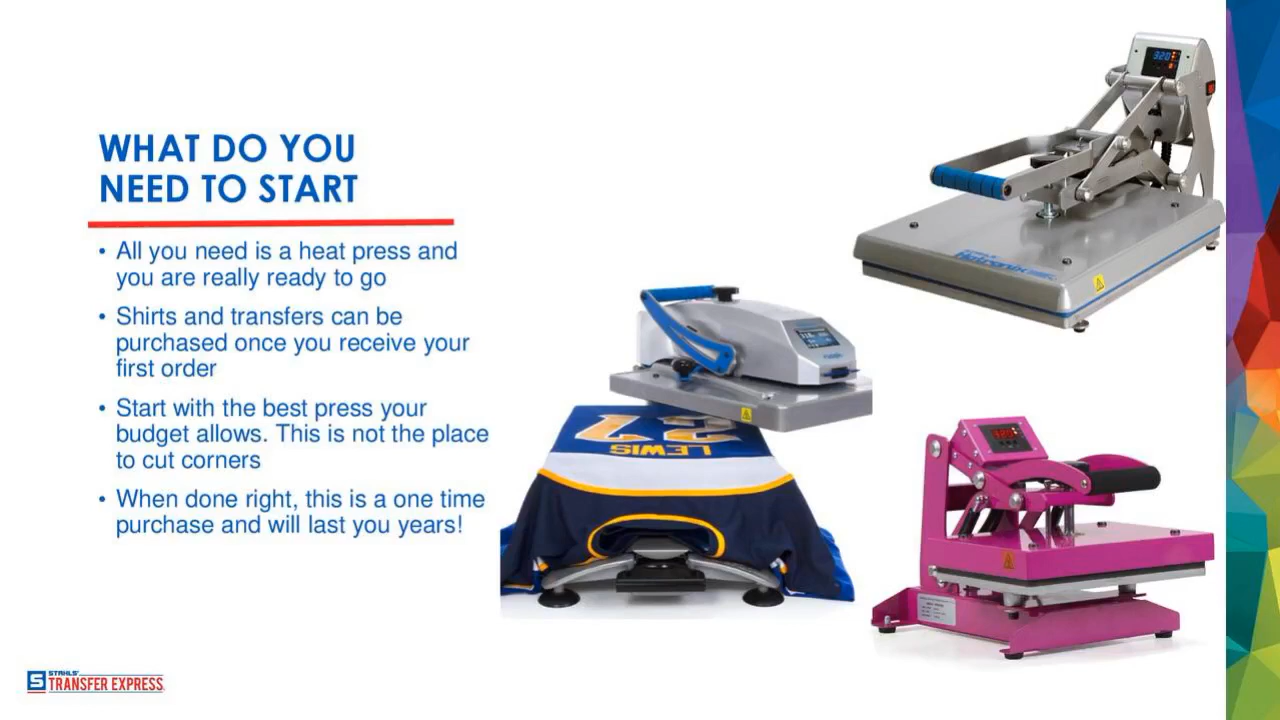 WHAT DO YOU
NEED TO START
• All you need is a heat press and
you are really ready to go
• Shirts and transfers can be
purchased once you receive your
first order
• Start with the best press your
budget allows. This is not the place
to cut corners
• When done right, this is a one time
purchase and will last you years!
320
Hotronix
27
LEWIS
S STAHLS'
TRANSFER EXPRESS